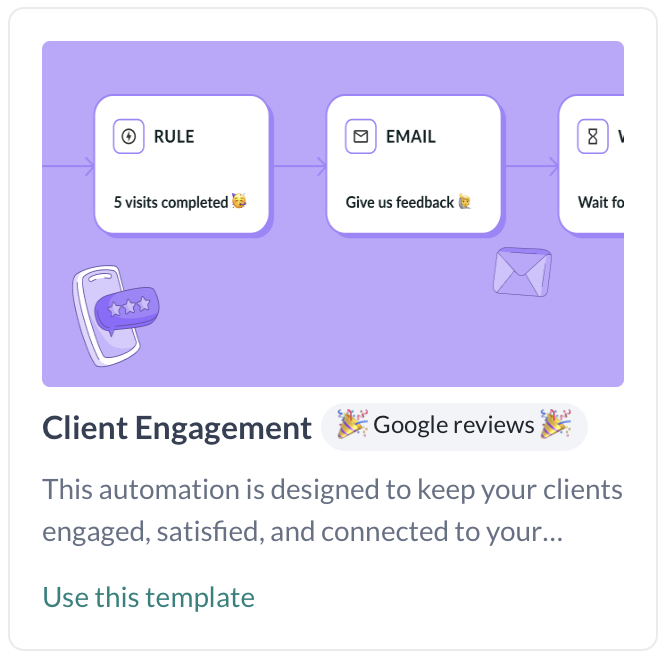 RULE
5 visits completed 🥳
EMAIL
Give us feedback 🙋
Wait fo
Client Engagement
🎉 Google reviews 🎉
This automation is designed to keep your clients
engaged, satisfied, and connected to your...
Use this template